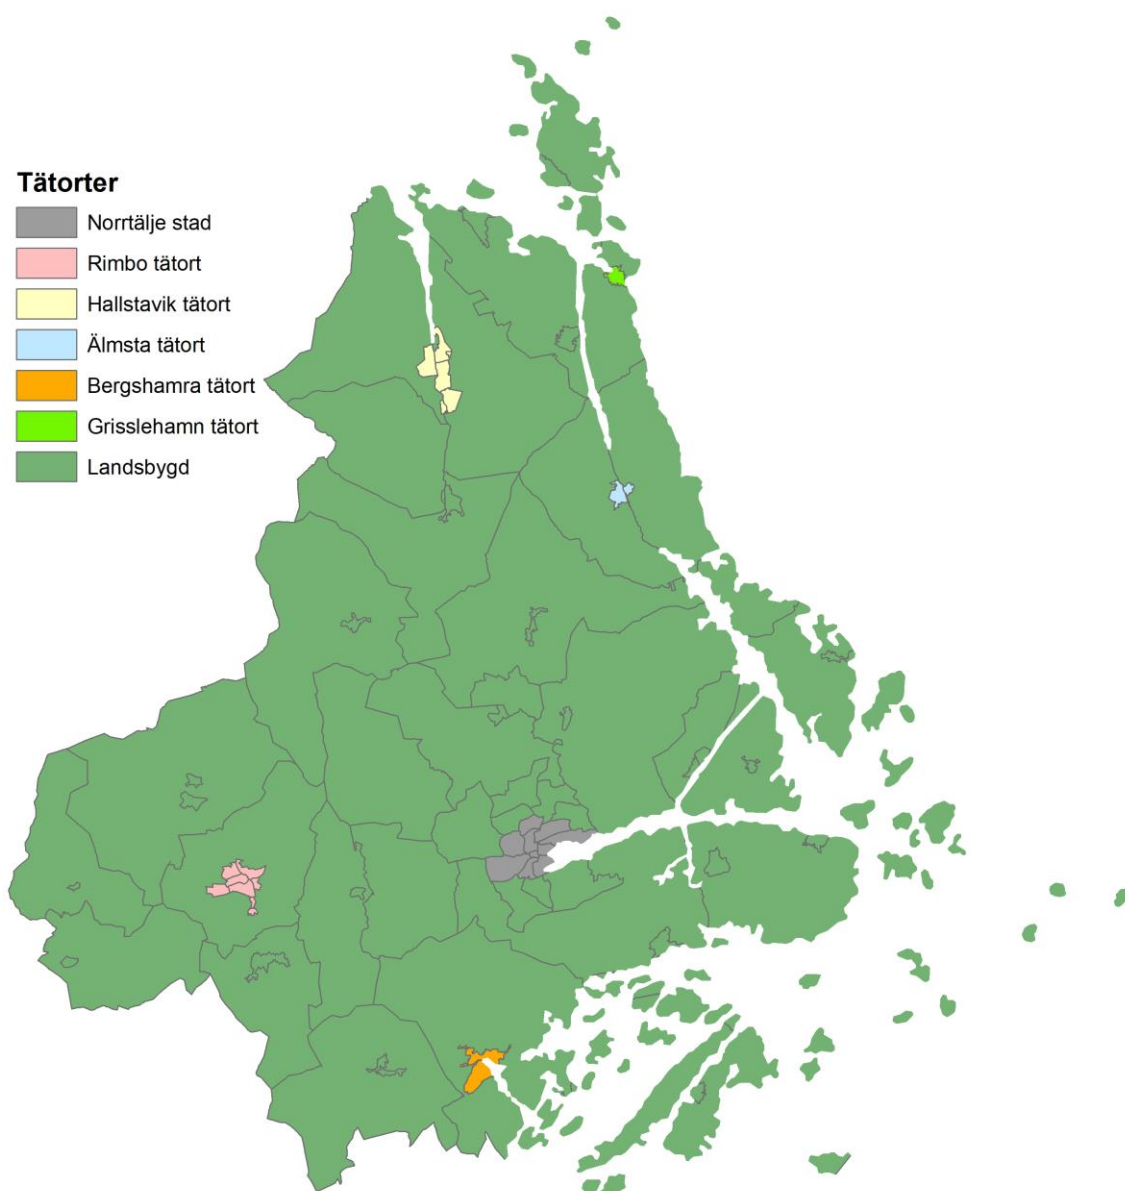 Tätorter
Norrtälje stad
Rimbo tätort
Hallstavik tätort
Älmsta tätort
Bergshamra tätort
Grisslehamn tätort
Landsbygd